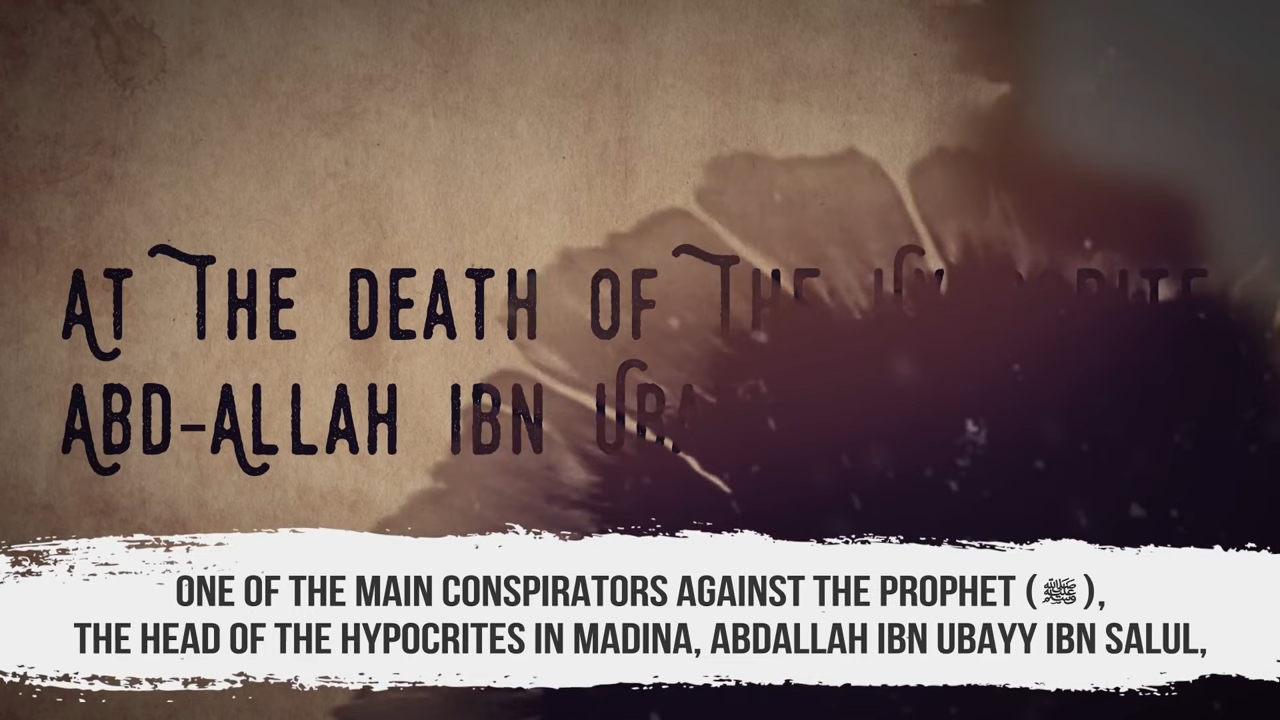 AT THE DEATH OF THE
ABD-ALLAH IBN
ONE OF THE MAIN CONSPIRATORS AGAINST THE PROPHET (ﷺ),
THE HEAD OF THE HYPOCRITES IN MADINA, ABDALLAH IBN UBAYY IBN SALUL,